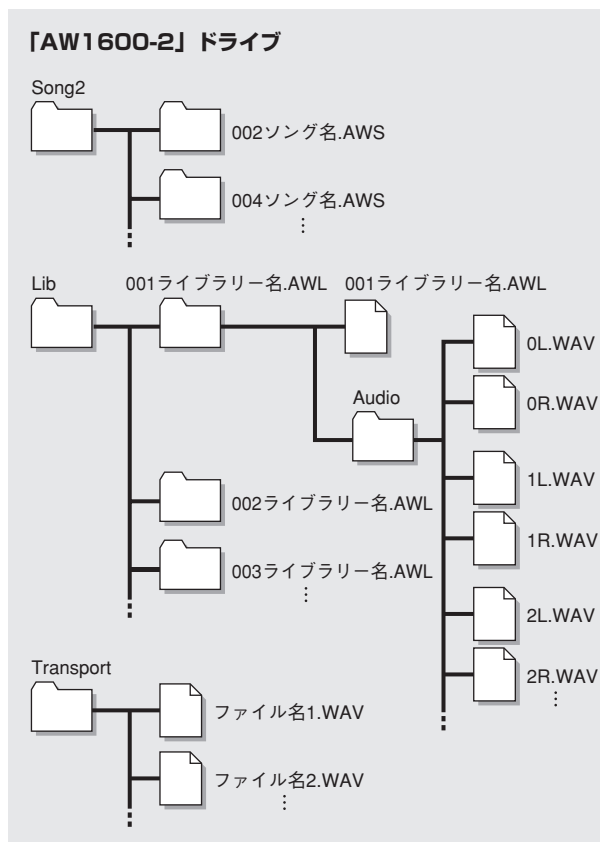 「AW1600-2」ドライブ
Song2
002ソング名.AWS
004ソング名.AWS
⋮
Lib
001ライブラリー名.AWL
001ライブラリー名.AWL
Audio
0L.WAV
0R.WAV
1L.WAV
1R.WAV
2L.WAV
2R.WAV
⋮
002ライブラリー名.AWL
003ライブラリー名.AWL
⋮
Transport
ファイル名1.WAV
ファイル名2.WAV
⋮